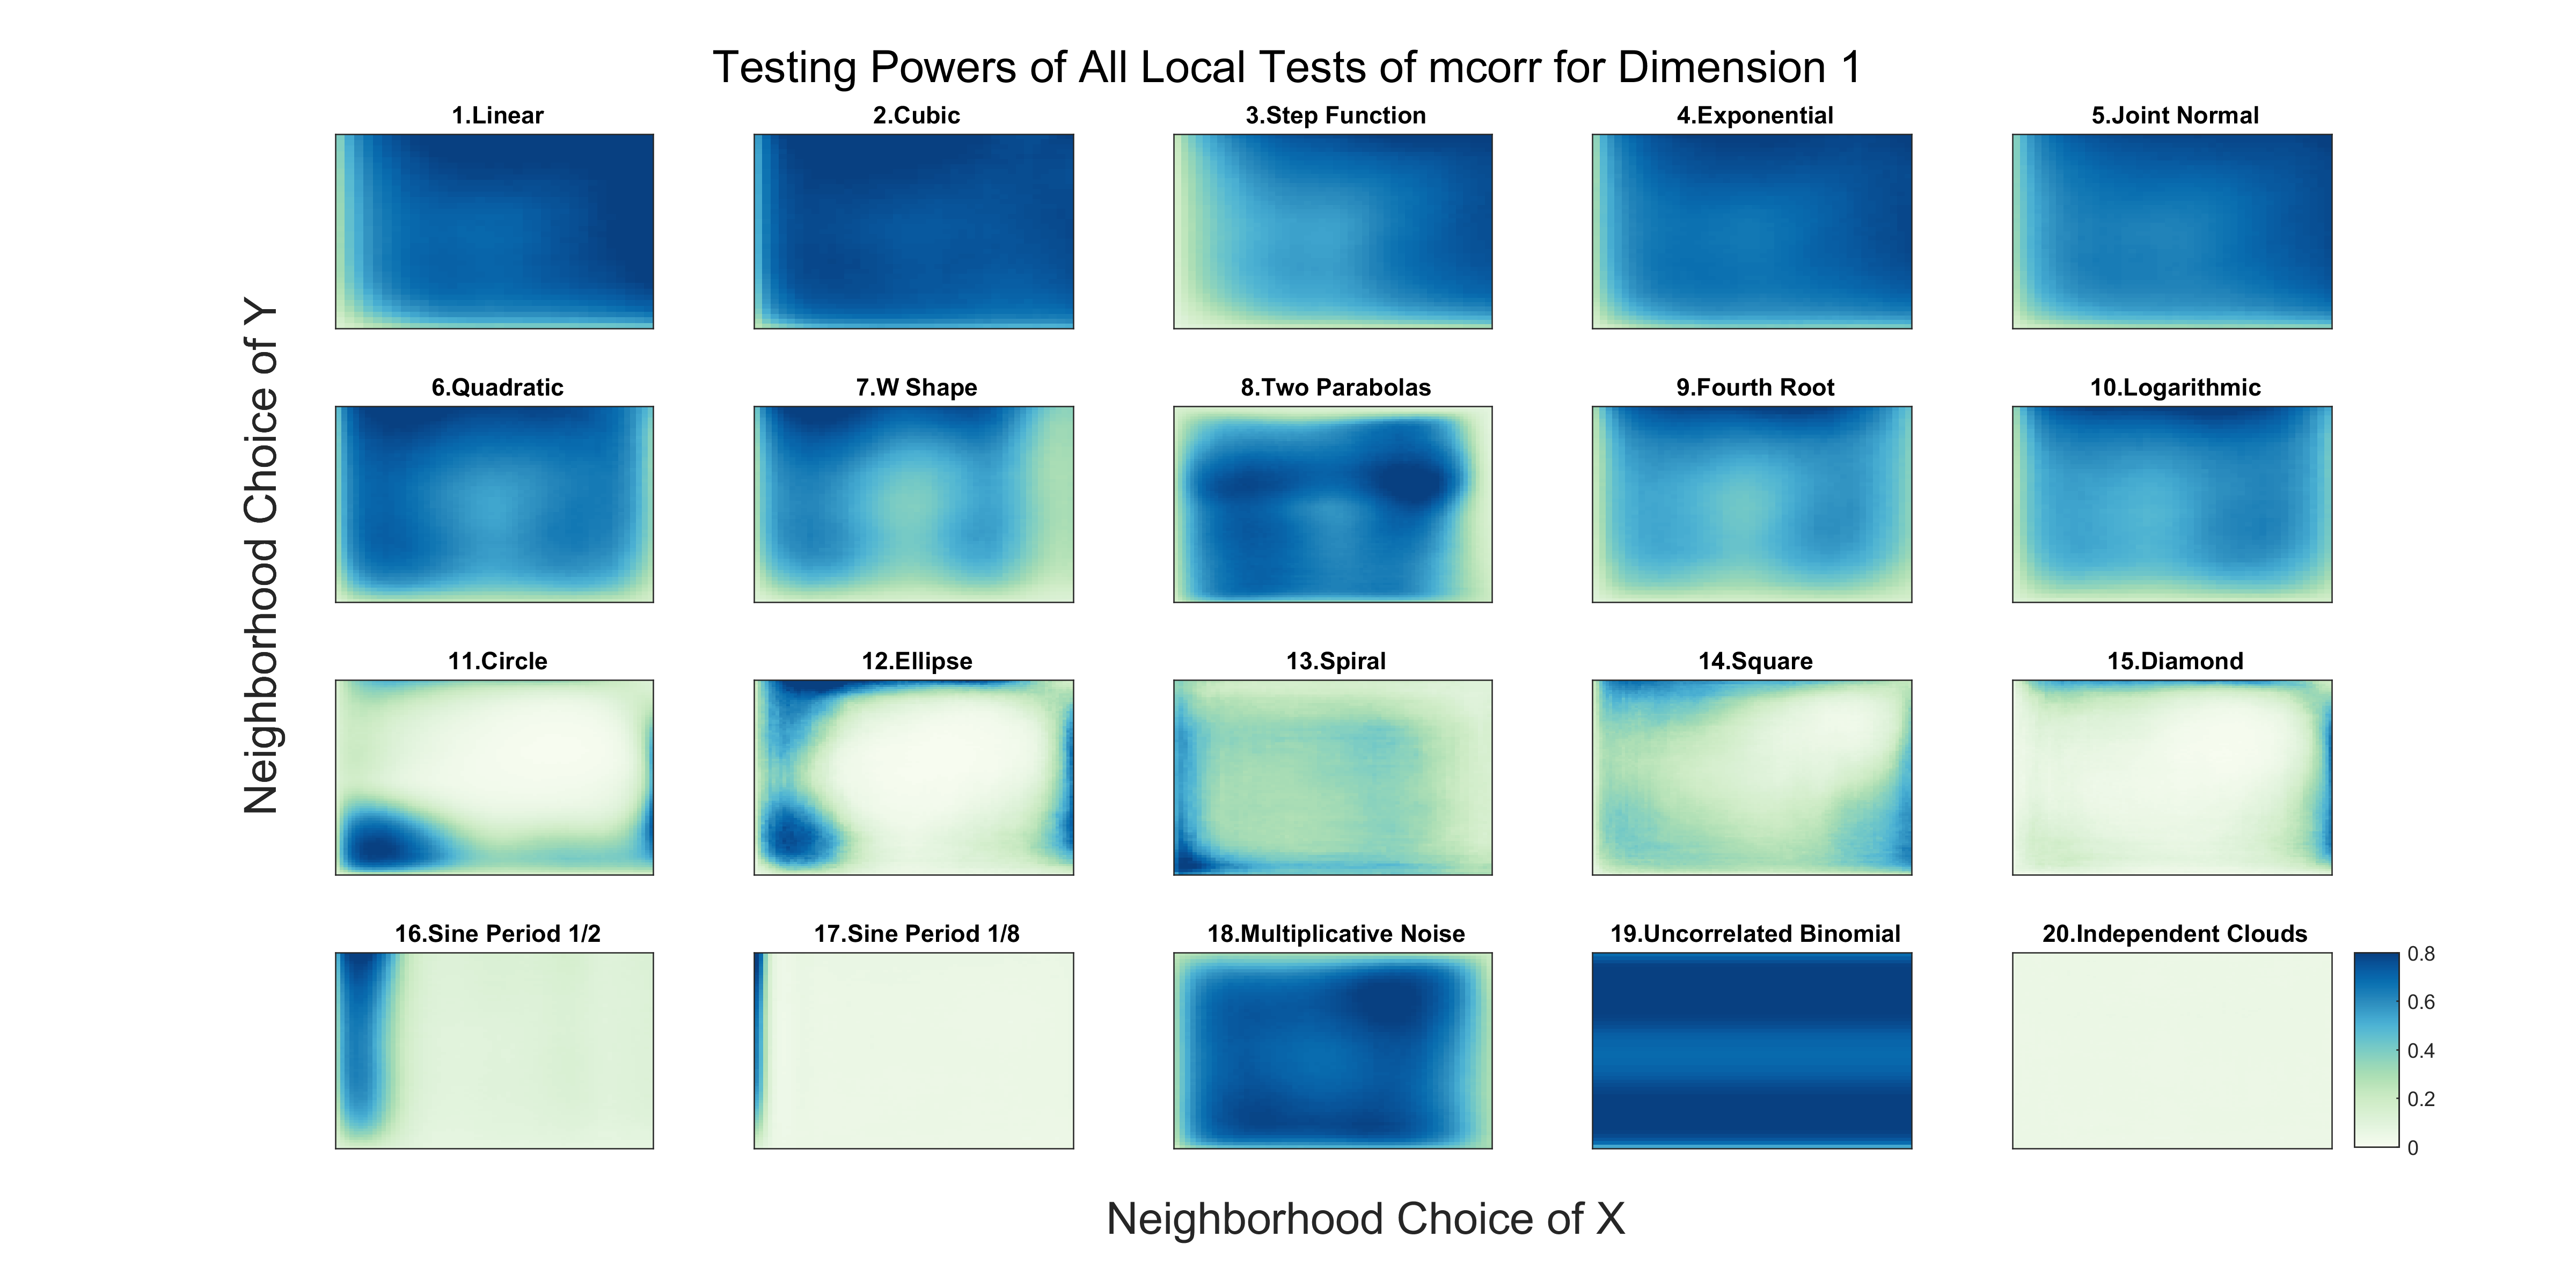 Testing Powers of All Local Tests of mcorr for Dimension 1
1.Linear
2.Cubic
3.Step Function
4.Exponential
5.Joint Normal
6.Quadratic
7.W Shape
8.Two Parabolas
9.Fourth Root
10.Logarithmic
Neighborhood Choice of Y
11.Circle
12.Ellipse
13.Spiral
14.Square
15.Diamond
16.Sine Period 1/2
17.Sine Period 1/8
18.Multiplicative Noise
19.Uncorrelated Binomial
20.Independent Clouds
0.8
0.6
0.4
0.2
0
Neighborhood Choice of X